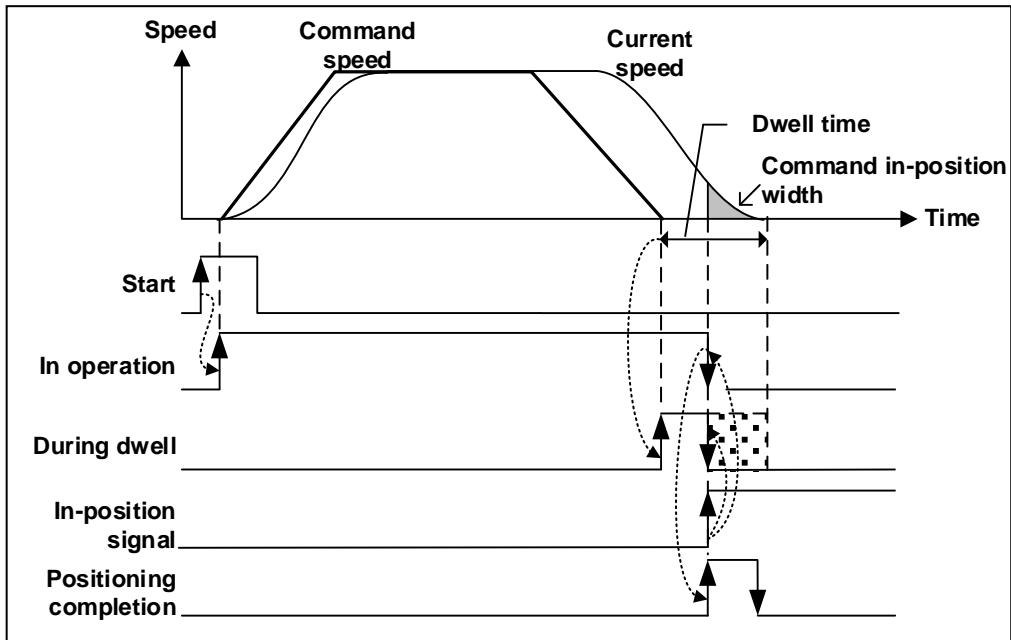 Speed
Command
speed
Current
speed
Dwell time
Command in-position
width
Time
Start
In operation
During dwell
In-position
signal
Positioning
completion